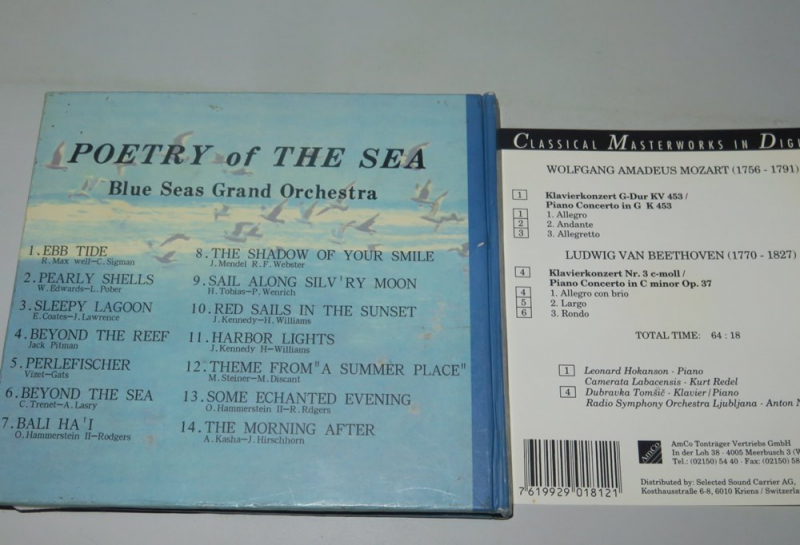 POETRY of THE SEA
Blue Seas Grand Orchestra
1. EBB TIDE
R. Max well–C. Sigman
2. PEARLY SHELLS
W. Edwards–L. Pober
3. SLEEPY LAGOON
E. Coates–J. Lawrence
4. BEYOND THE REEF
Jack Pitman
5. PERLEFISCHER
Vizet–Gats
6. BEYOND THE SEA
C. Trenet–A. Lasry
7. BALI HA'I
O. Hammerstein II–Rodgers
8. THE SHADOW OF YOUR SMILE
J. Mendel R.F. Webster
9. SAIL ALONG SILV'RY MOON
H. Tobias–P. Wenrich
10. RED SAILS IN THE SUNSET
J. Kennedy–H. Williams
11. HARBOR LIGHTS
J. Kennedy H–Williams
12. THEME FROM "A SUMMER PLACE"
M. Steiner–M. Discant
13. SOME ECHANTED EVENING
O. Hammerstein II–R. Rdgers
14. THE MORNING AFTER
A. Kasha–J. Hirschhorn
CLASSICAL MASTERWORKS IN DIG
WOLFGANG AMADEUS MOZART (1756 - 1791)
1 Klavierkonzert G-Dur KV 453 /
Piano Concerto in G K 453
1 1. Allegro
2 2. Andante
3 3. Allegretto
LUDWIG VAN BEETHOVEN (1770 - 1827)
4 Klavierkonzert Nr. 3 c-moll /
Piano Concerto in C minor Op. 37
4 1. Allegro con brio
5 2. Largo
6 3. Rondo
TOTAL TIME: 64 : 18
1 Leonard Hokanson - Piano
Camerata Labacensis - Kurt Redel
4 Dubravka Tomšič - Klavier / Piano
Radio Symphony Orchestra Ljubljana - Anton N
AmCo
AmCo Tonträger Vertriebs GmbH
In der Loh 38 - 4005 Meerbusch 3 (W
Tel.: (02150) 54 40 - Fax: (02150) 58
7 619929 018121
Distributed by: Selected Sound Carrier AG,
Kosthausstraße 6-8, 6010 Kriens / Switzerla